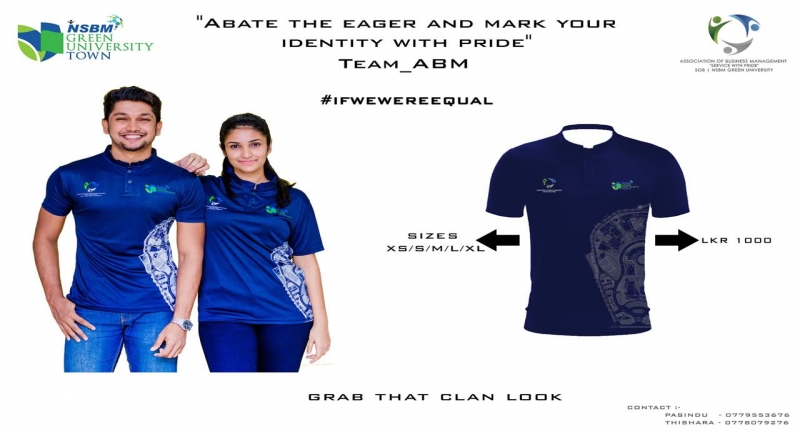 NSBM
GREEN
UNIVERSITY
TOWN
"ABATE THE EAGER AND MARK YOUR
IDENTITY WITH PRIDE"
TEAM_ABM
#IFWEWEREEQUAL
ASSOCIATION OF BUSINESS MANAGEMENT
"SERVICE WITH PRIDE"
SOB | NSBM GREEN UNIVERSITY
SIZES
XS/S/M/L/XL
LKR 1000
GRAB THAT CLAN LOOK
CONTACT :-
PASINDU - 0779553676
THISHARA - 0778079276